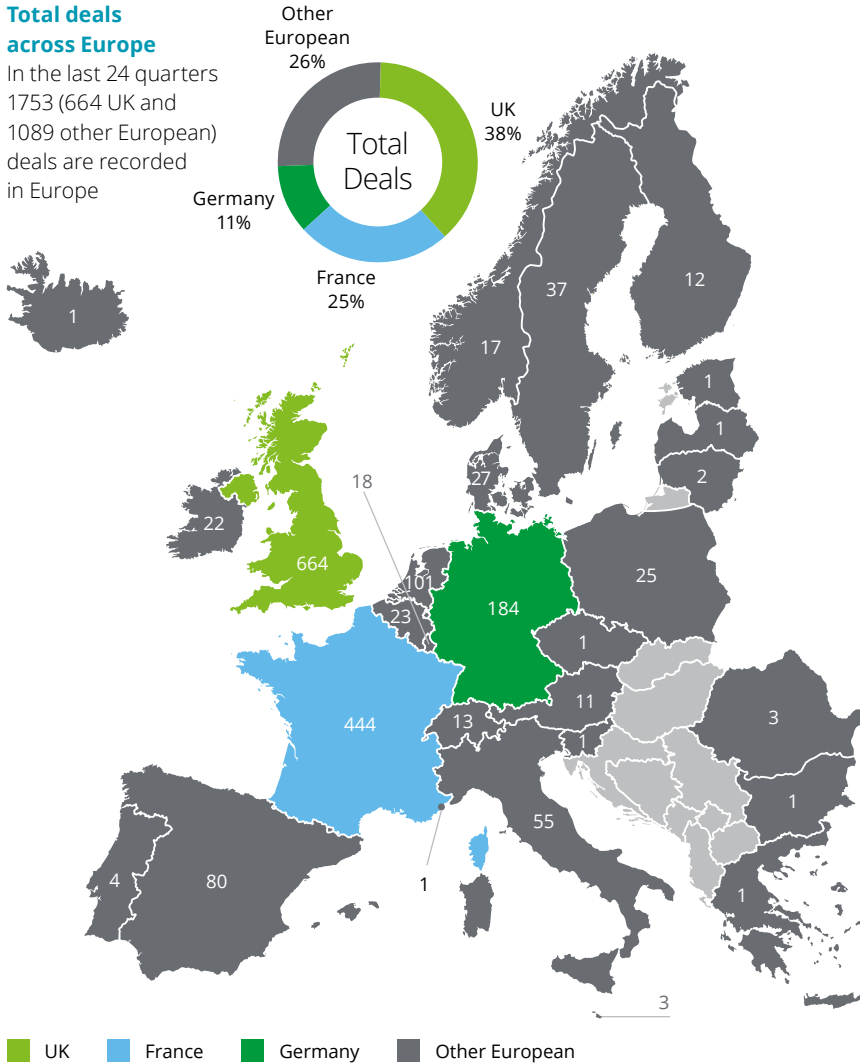 Total deals
across Europe
In the last 24 quarters
1753 (664 UK and
1089 other European)
deals are recorded
in Europe
Other
European
26%
UK
38%
Total
Deals
Germany
11%
France
25%
1
37
12
17
1
1
2
27
18
22
664
101
23
184
25
1
11
13
1
444
3
1
55
1
4
80
1
3
UK
France
Germany
Other European